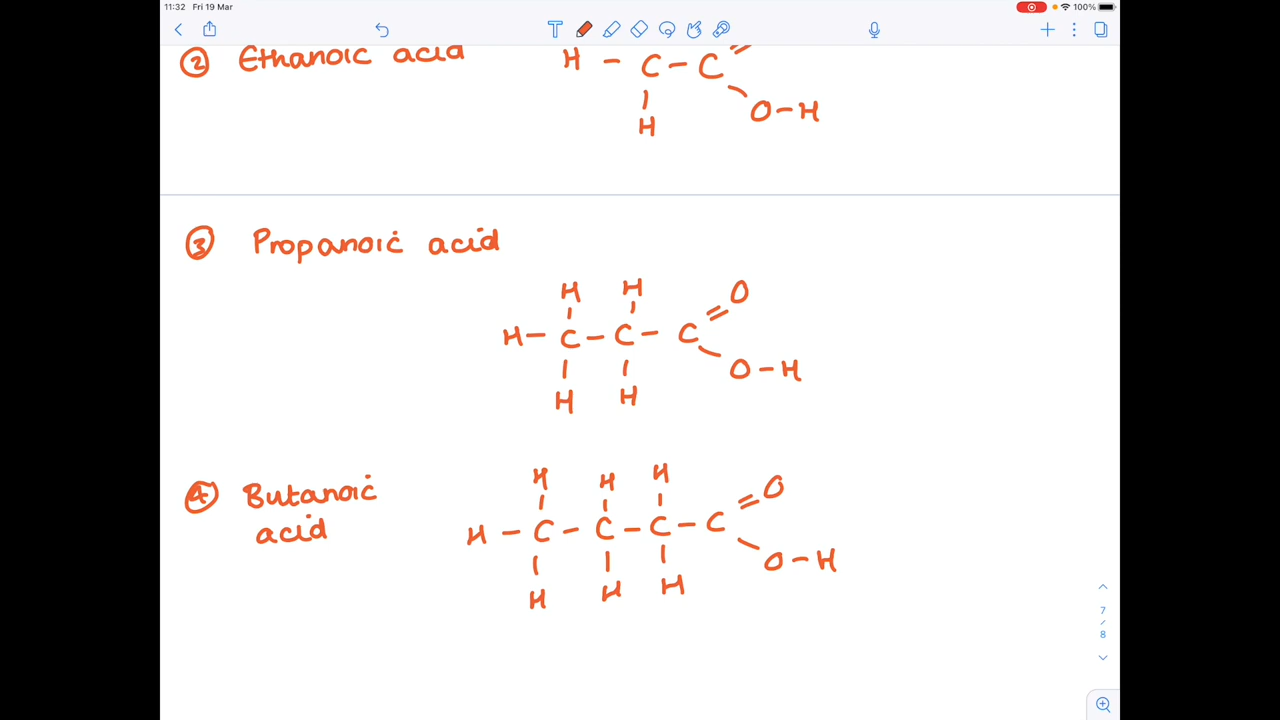 11:32 Fri 19 Mar 100%
② Ethanoic acid
H - C - C =
O - H
H
③ Propanoic acid
H H O
H - C - C - C =
O - H
H H
④ Butanoic
acid
H H H O
H - C - C - C - C =
O - H
H H H
7
/
8